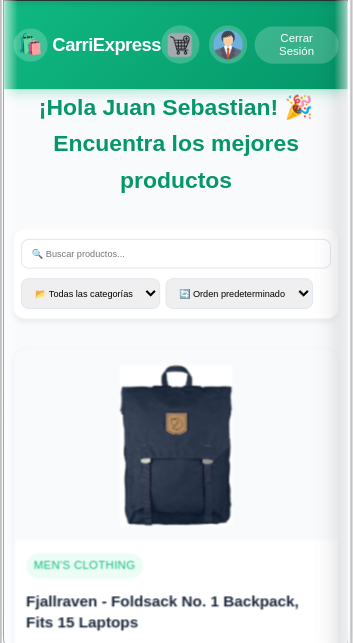 CarriExpress
Cerrar
Sesión
¡Hola Juan Sebastian! 🎉
Encuentra los mejores
productos
🔍 Buscar productos...
📂 Todas las categorías
🔄 Orden predeterminado
MEN'S CLOTHING
Fjallraven - Foldsack No. 1 Backpack,
Fits 15 Laptops